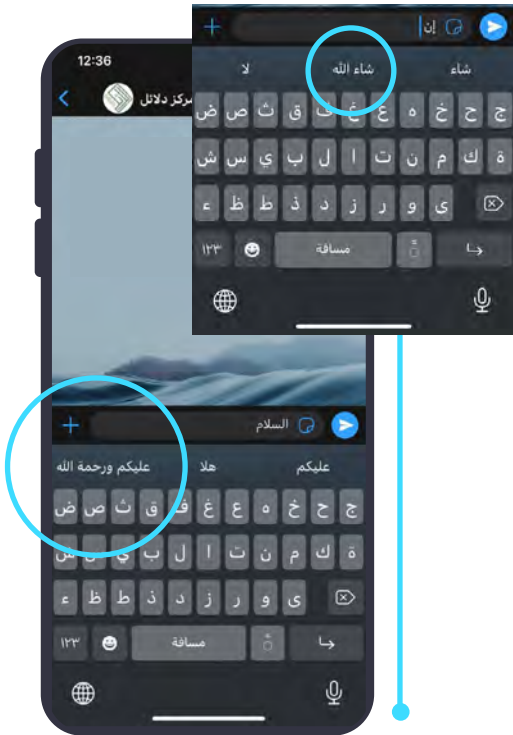 إن
شاء شاء الله لا
ج ح خ ه ع غ ف ق ث ص ض
ة ك م ن ت ا ل ب ي س ش
ى و ر ز د ذ ط ظ ء
مسافة ١٢٣
12:36
مركز دلائل
السلام
عليكم هلا عليكم ورحمة الله
ج ح خ ه ع غ ف ق ث ص ض
ة ك م ن ت ا ل ب ي س ش
ى و ر ز د ذ ط ظ ء
مسافة ١٢٣